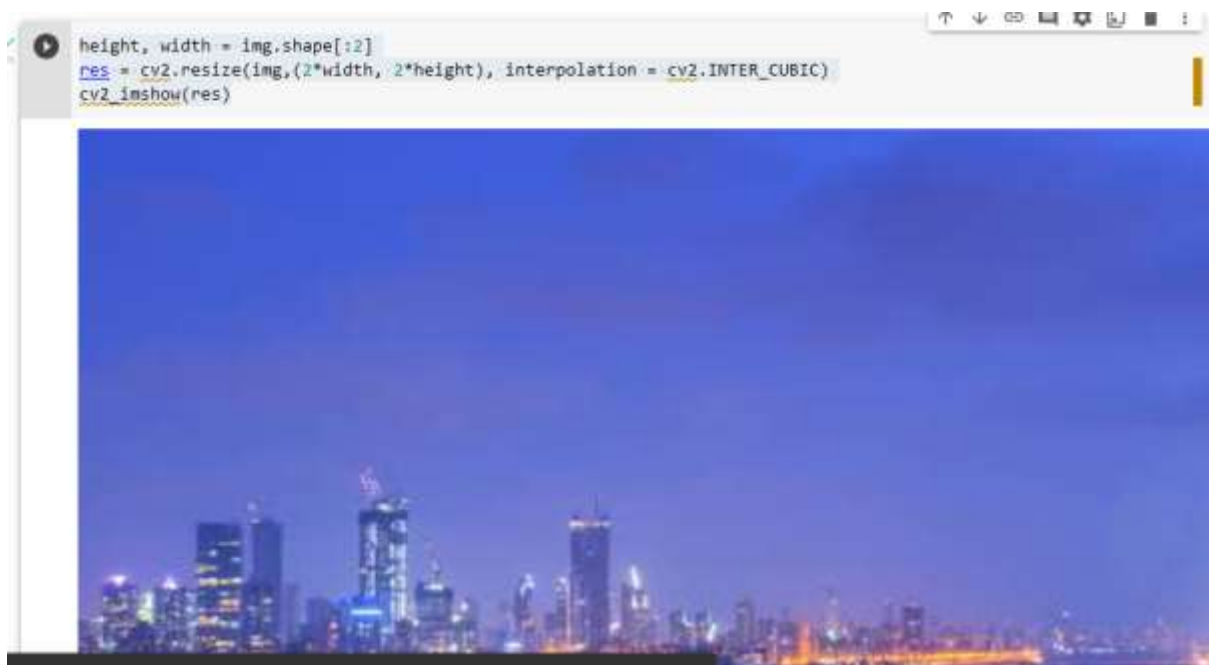 height, width = img.shape[:2]
res = cv2.resize(img,(2*width, 2*height), interpolation = cv2.INTER_CUBIC)
cv2_imshow(res)